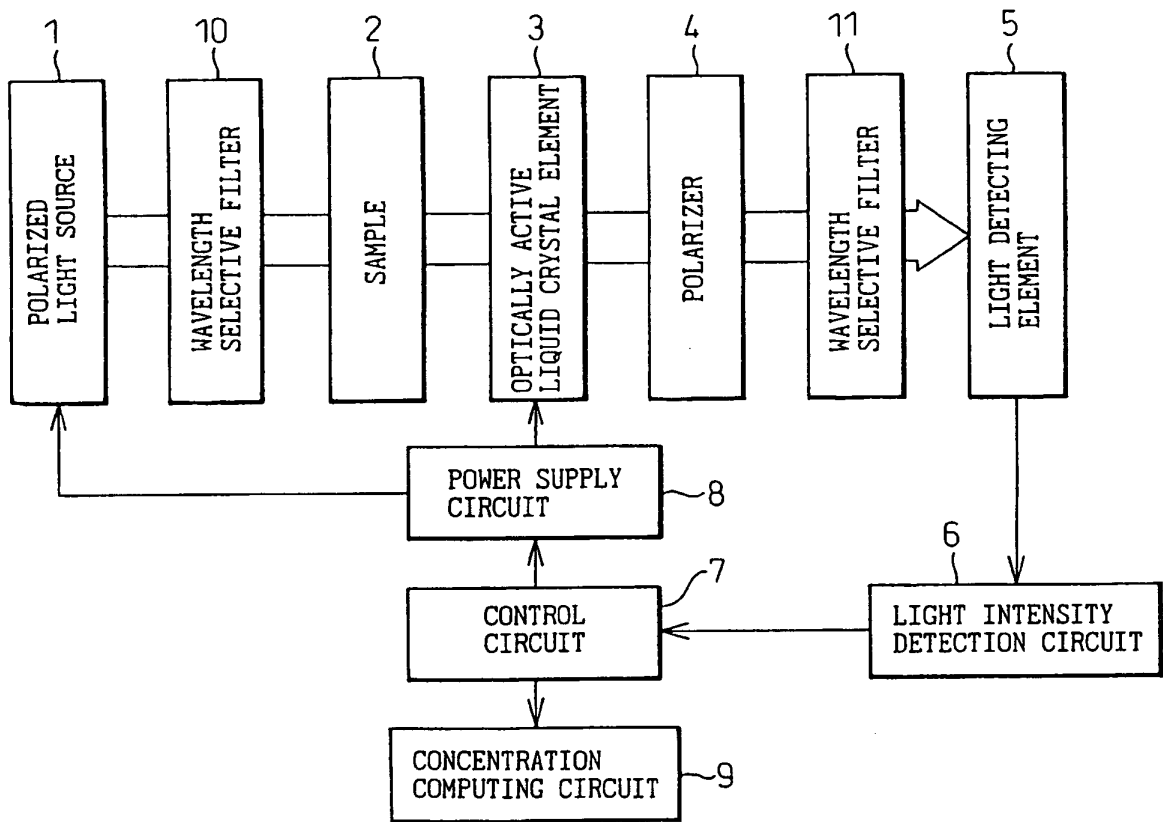 1
10
2
3
4
11
5
POLARIZED
LIGHT SOURCE
WAVELENGTH
SELECTIVE FILTER
SAMPLE
OPTICALLY ACTIVE
LIQUID CRYSTAL ELEMENT
POLARIZER
WAVELENGTH
SELECTIVE FILTER
LIGHT DETECTING
ELEMENT
POWER SUPPLY
CIRCUIT
8
7
CONTROL
CIRCUIT
6
LIGHT INTENSITY
DETECTION CIRCUIT
CONCENTRATION
COMPUTING CIRCUIT
9